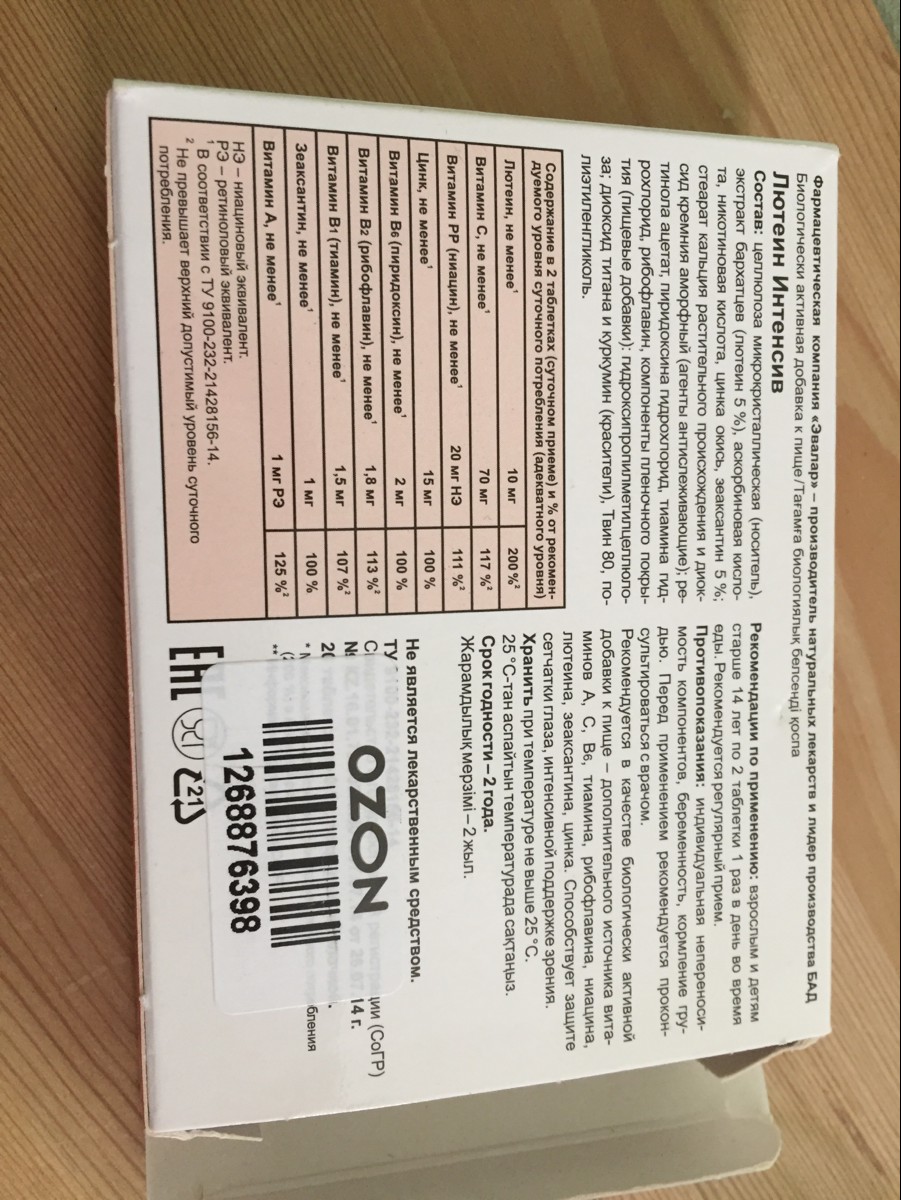 Фармацевтическая компания «Эвалар» – производитель натуральных лекарств и лидер производства БАД
Биологически активная добавка к пище/Тағамға биологиялық белсенді қоспа
Лютеин Интенсив
Состав: целлюлоза микрокристаллическая (носитель),
экстракт бархатцев (лютеин 5 %), аскорбиновая кисло-
та, никотиновая кислота, цинка окись, зеаксантин 5 %;
стеарат кальция растительного происхождения и диок-
сид кремния аморфный (агенты антислеживающие); ре-
тинола ацетат, пиридоксина гидрохлорид, тиамина гид-
рохлорид, рибофлавин, компоненты пленочного покры-
тия (пищевые добавки): гидроксипропилметилцеллюло-
за; диоксид титана и куркумин (красители), Твин 80, по-
лиэтиленгликоль.
Содержание в 2 таблетках (суточном приеме) и % от рекомен-
дуемого уровня суточного потребления (адекватного уровня)
Лютеин, не менее¹ 10 мг 200%²
Витамин С, не менее¹ 70 мг 117 %²
Витамин РР (ниацин), не менее¹ 20 мг НЭ 111 %²
Цинк, не менее¹ 15 мг 100 %
Витамин В₆ (пиридоксин), не менее¹ 2 мг 100 %
Витамин В₂ (рибофлавин), не менее¹ 1,8 мг 113 %²
Витамин В₁ (тиамин), не менее¹ 1,5 мг 107 %²
Зеаксантин, не менее¹ 1 мг 100 %
Витамин А, не менее¹ 1 мг РЭ 125 %²
НЭ – ниациновый эквивалент.
РЭ – ретиноловый эквивалент.
¹ В соответствии с ТУ 9100-232-21428156-14.
² Не превышает верхний допустимый уровень суточного
потребления.
Рекомендации по применению: взрослым и детям
старше 14 лет по 2 таблетки 1 раз в день во время
еды. Рекомендуется регулярный прием.
Противопоказания: индивидуальная непереноси-
мость компонентов, беременность, кормление гру-
дью. Перед применением рекомендуется прокон-
сультироваться с врачом.
Рекомендуется в качестве биологически активной
добавки к пище – дополнительного источника вита-
минов А, С, В₆, тиамина, рибофлавина, ниацина,
лютеина, зеаксантина, цинка. Способствует защите
сетчатки глаза, интенсивной поддержке зрения.
Хранить при температуре не выше 25 °С.
25 °С-тан аспайтын температурада сақтаңыз.
Срок годности – 2 года.
Жарамдылық мерзімі – 2 жыл.
Не является лекарственным средством.
ТУ
(СоГР)
14 г.
OZON
1268876398
EAC
21